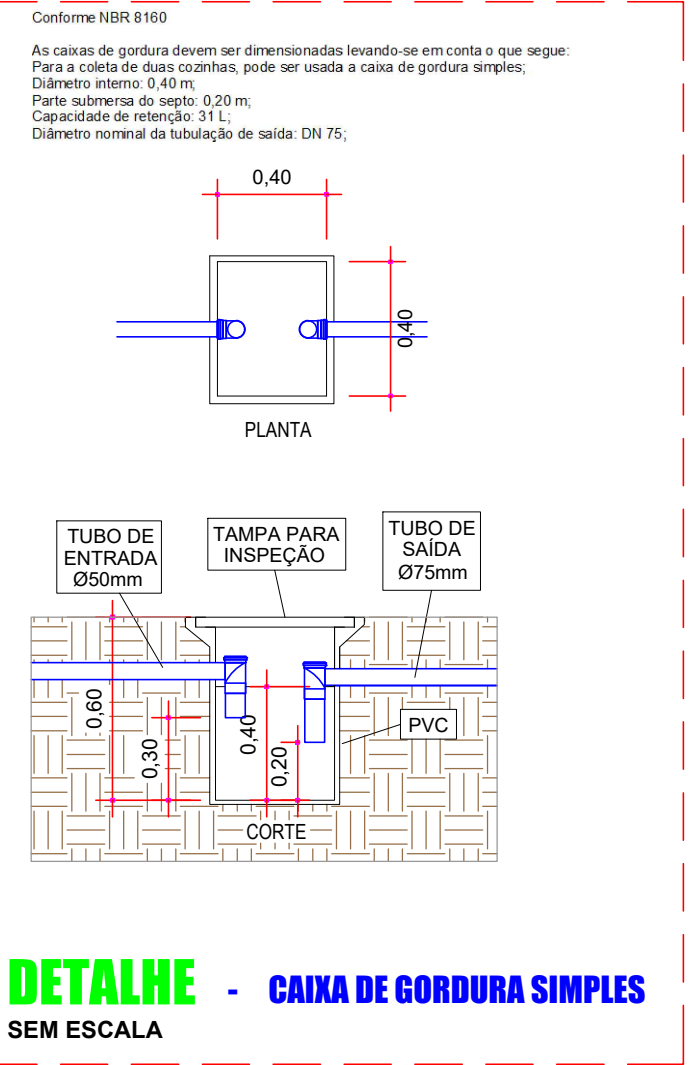 Conforme NBR 8160
As caixas de gordura devem ser dimensionadas levando-se em conta o que segue:
Para a coleta de duas cozinhas, pode ser usada a caixa de gordura simples;
Diâmetro interno: 0,40 m;
Parte submersa do septo: 0,20 m;
Capacidade de retenção: 31 L;
Diâmetro nominal da tubulação de saída: DN 75;
0,40
0,40
PLANTA
TUBO DE
ENTRADA
Ø50mm
TAMPA PARA
INSPEÇÃO
TUBO DE
SAÍDA
Ø75mm
0,60
0,30
0,40
0,20
PVC
CORTE
DETALHE - CAIXA DE GORDURA SIMPLES
SEM ESCALA